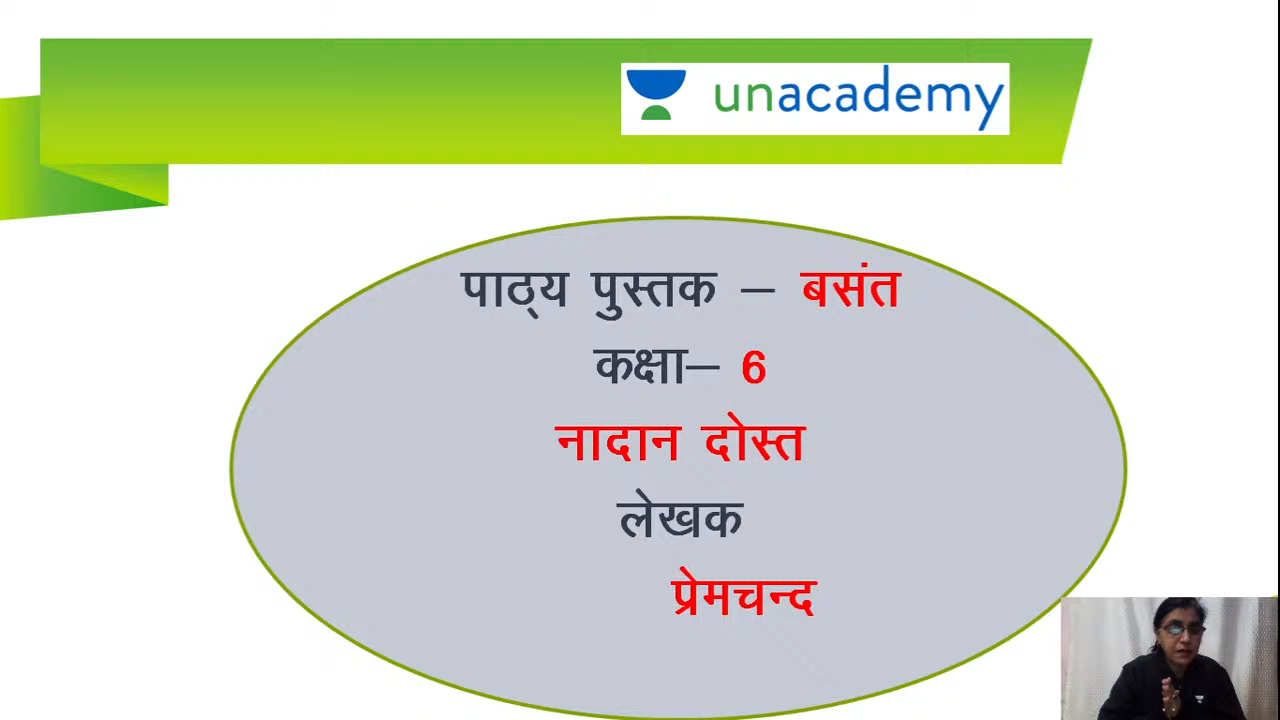 unacademy
पाठ्य पुस्तक – बसंत
कक्षा– 6
नादान दोस्त
लेखक
प्रेमचन्द